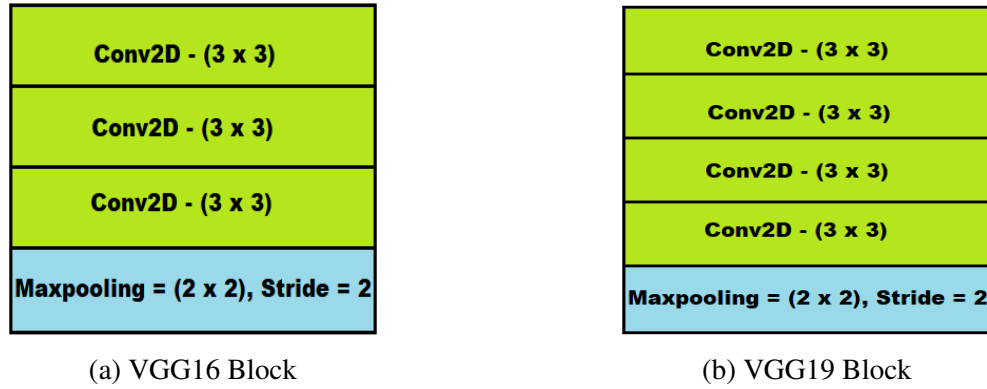 Conv2D - (3 x 3)
Conv2D - (3 x 3)
Conv2D - (3 x 3)
Maxpooling = (2 x 2), Stride = 2
(a) VGG16 Block
Conv2D - (3 x 3)
Conv2D - (3 x 3)
Conv2D - (3 x 3)
Conv2D - (3 x 3)
Maxpooling = (2 x 2), Stride = 2
(b) VGG19 Block